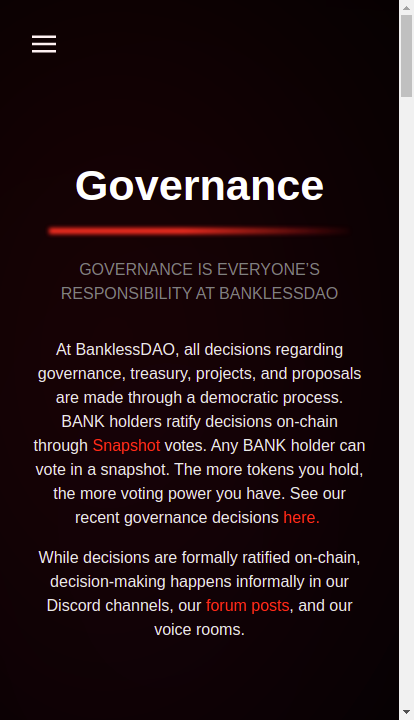 Governance
GOVERNANCE IS EVERYONE'S
RESPONSIBILITY AT BANKLESSDAO
At BanklessDAO, all decisions regarding
governance, treasury, projects, and proposals
are made through a democratic process.
BANK holders ratify decisions on-chain
through Snapshot votes. Any BANK holder can
vote in a snapshot. The more tokens you hold,
the more voting power you have. See our
recent governance decisions here.
While decisions are formally ratified on-chain,
decision-making happens informally in our
Discord channels, our forum posts, and our
voice rooms.